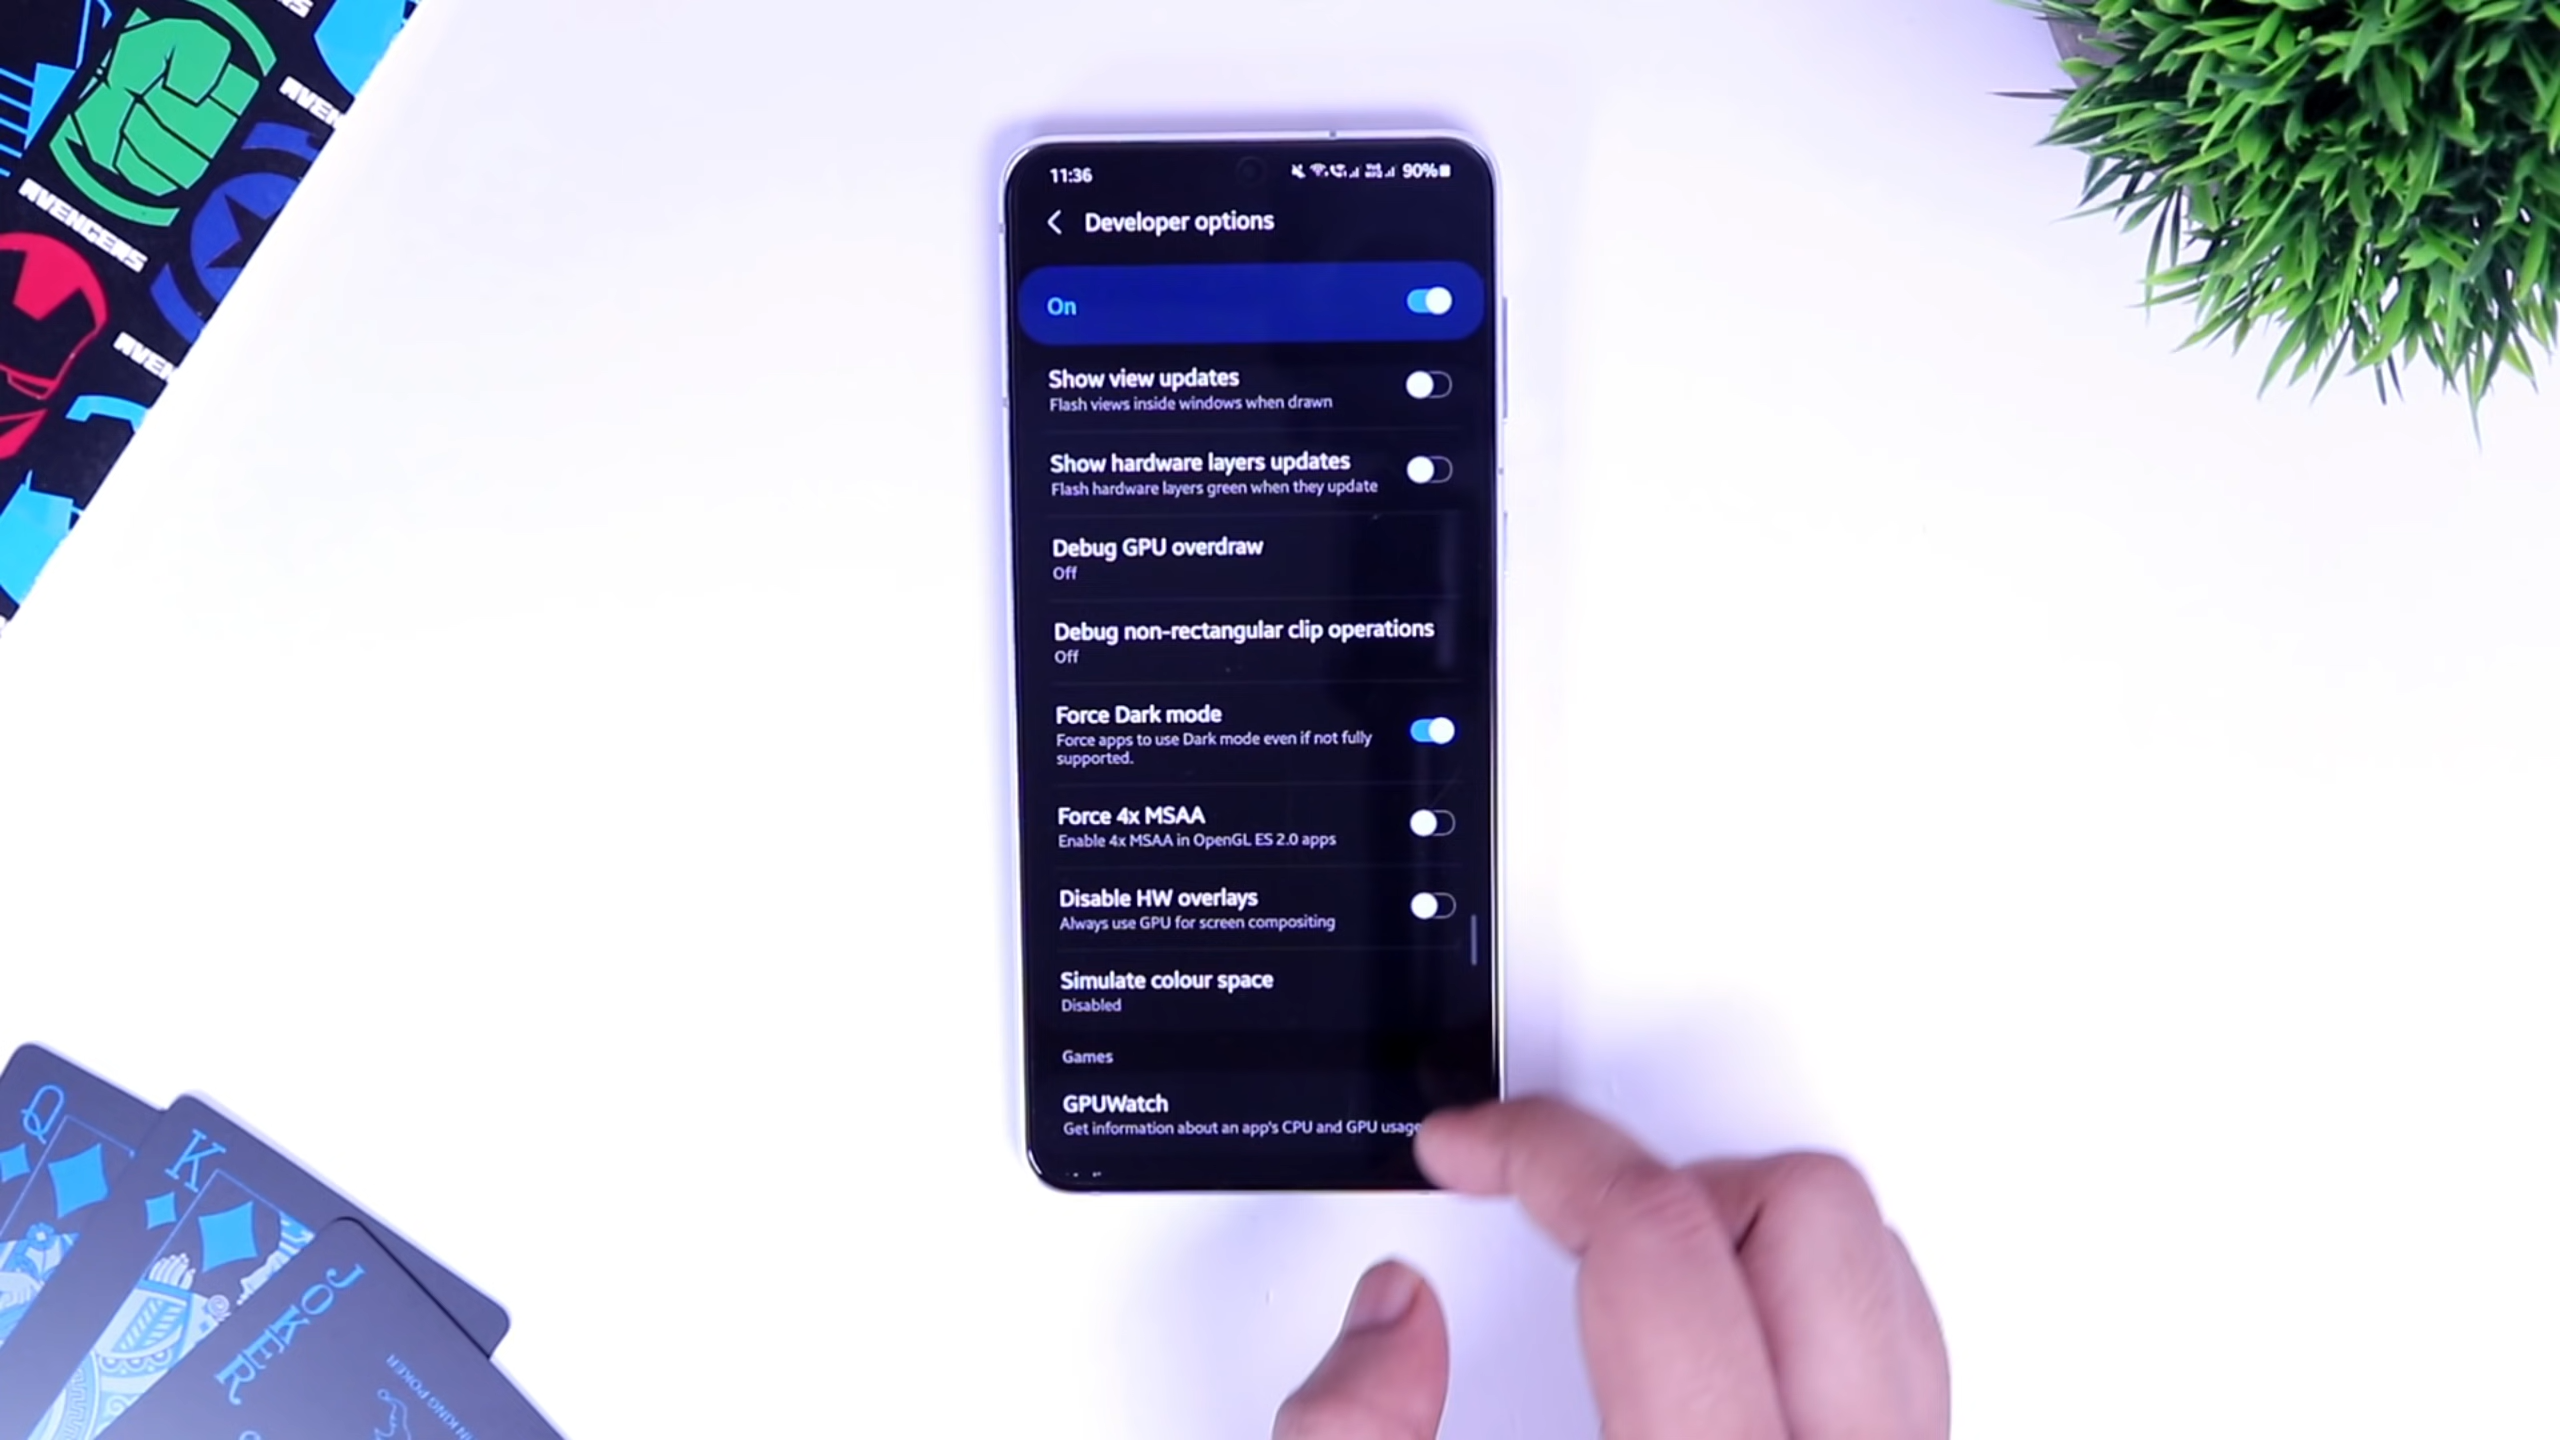 AVENGERS
11:36
90%
Developer options
On
Show view updates
Flash views inside windows when drawn
Show hardware layers updates
Flash hardware layers green when they update
Debug GPU overdraw
Off
Debug non-rectangular clip operations
Off
Force Dark mode
Force apps to use Dark mode even if not fully
supported.
Force 4x MSAA
Enable 4x MSAA in OpenGL ES 2.0 apps
Disable HW overlays
Always use GPU for screen compositing
Simulate colour space
Disabled
Games
GPUWatch
Get information about an app's CPU and GPU usage
Q
K
JOKER